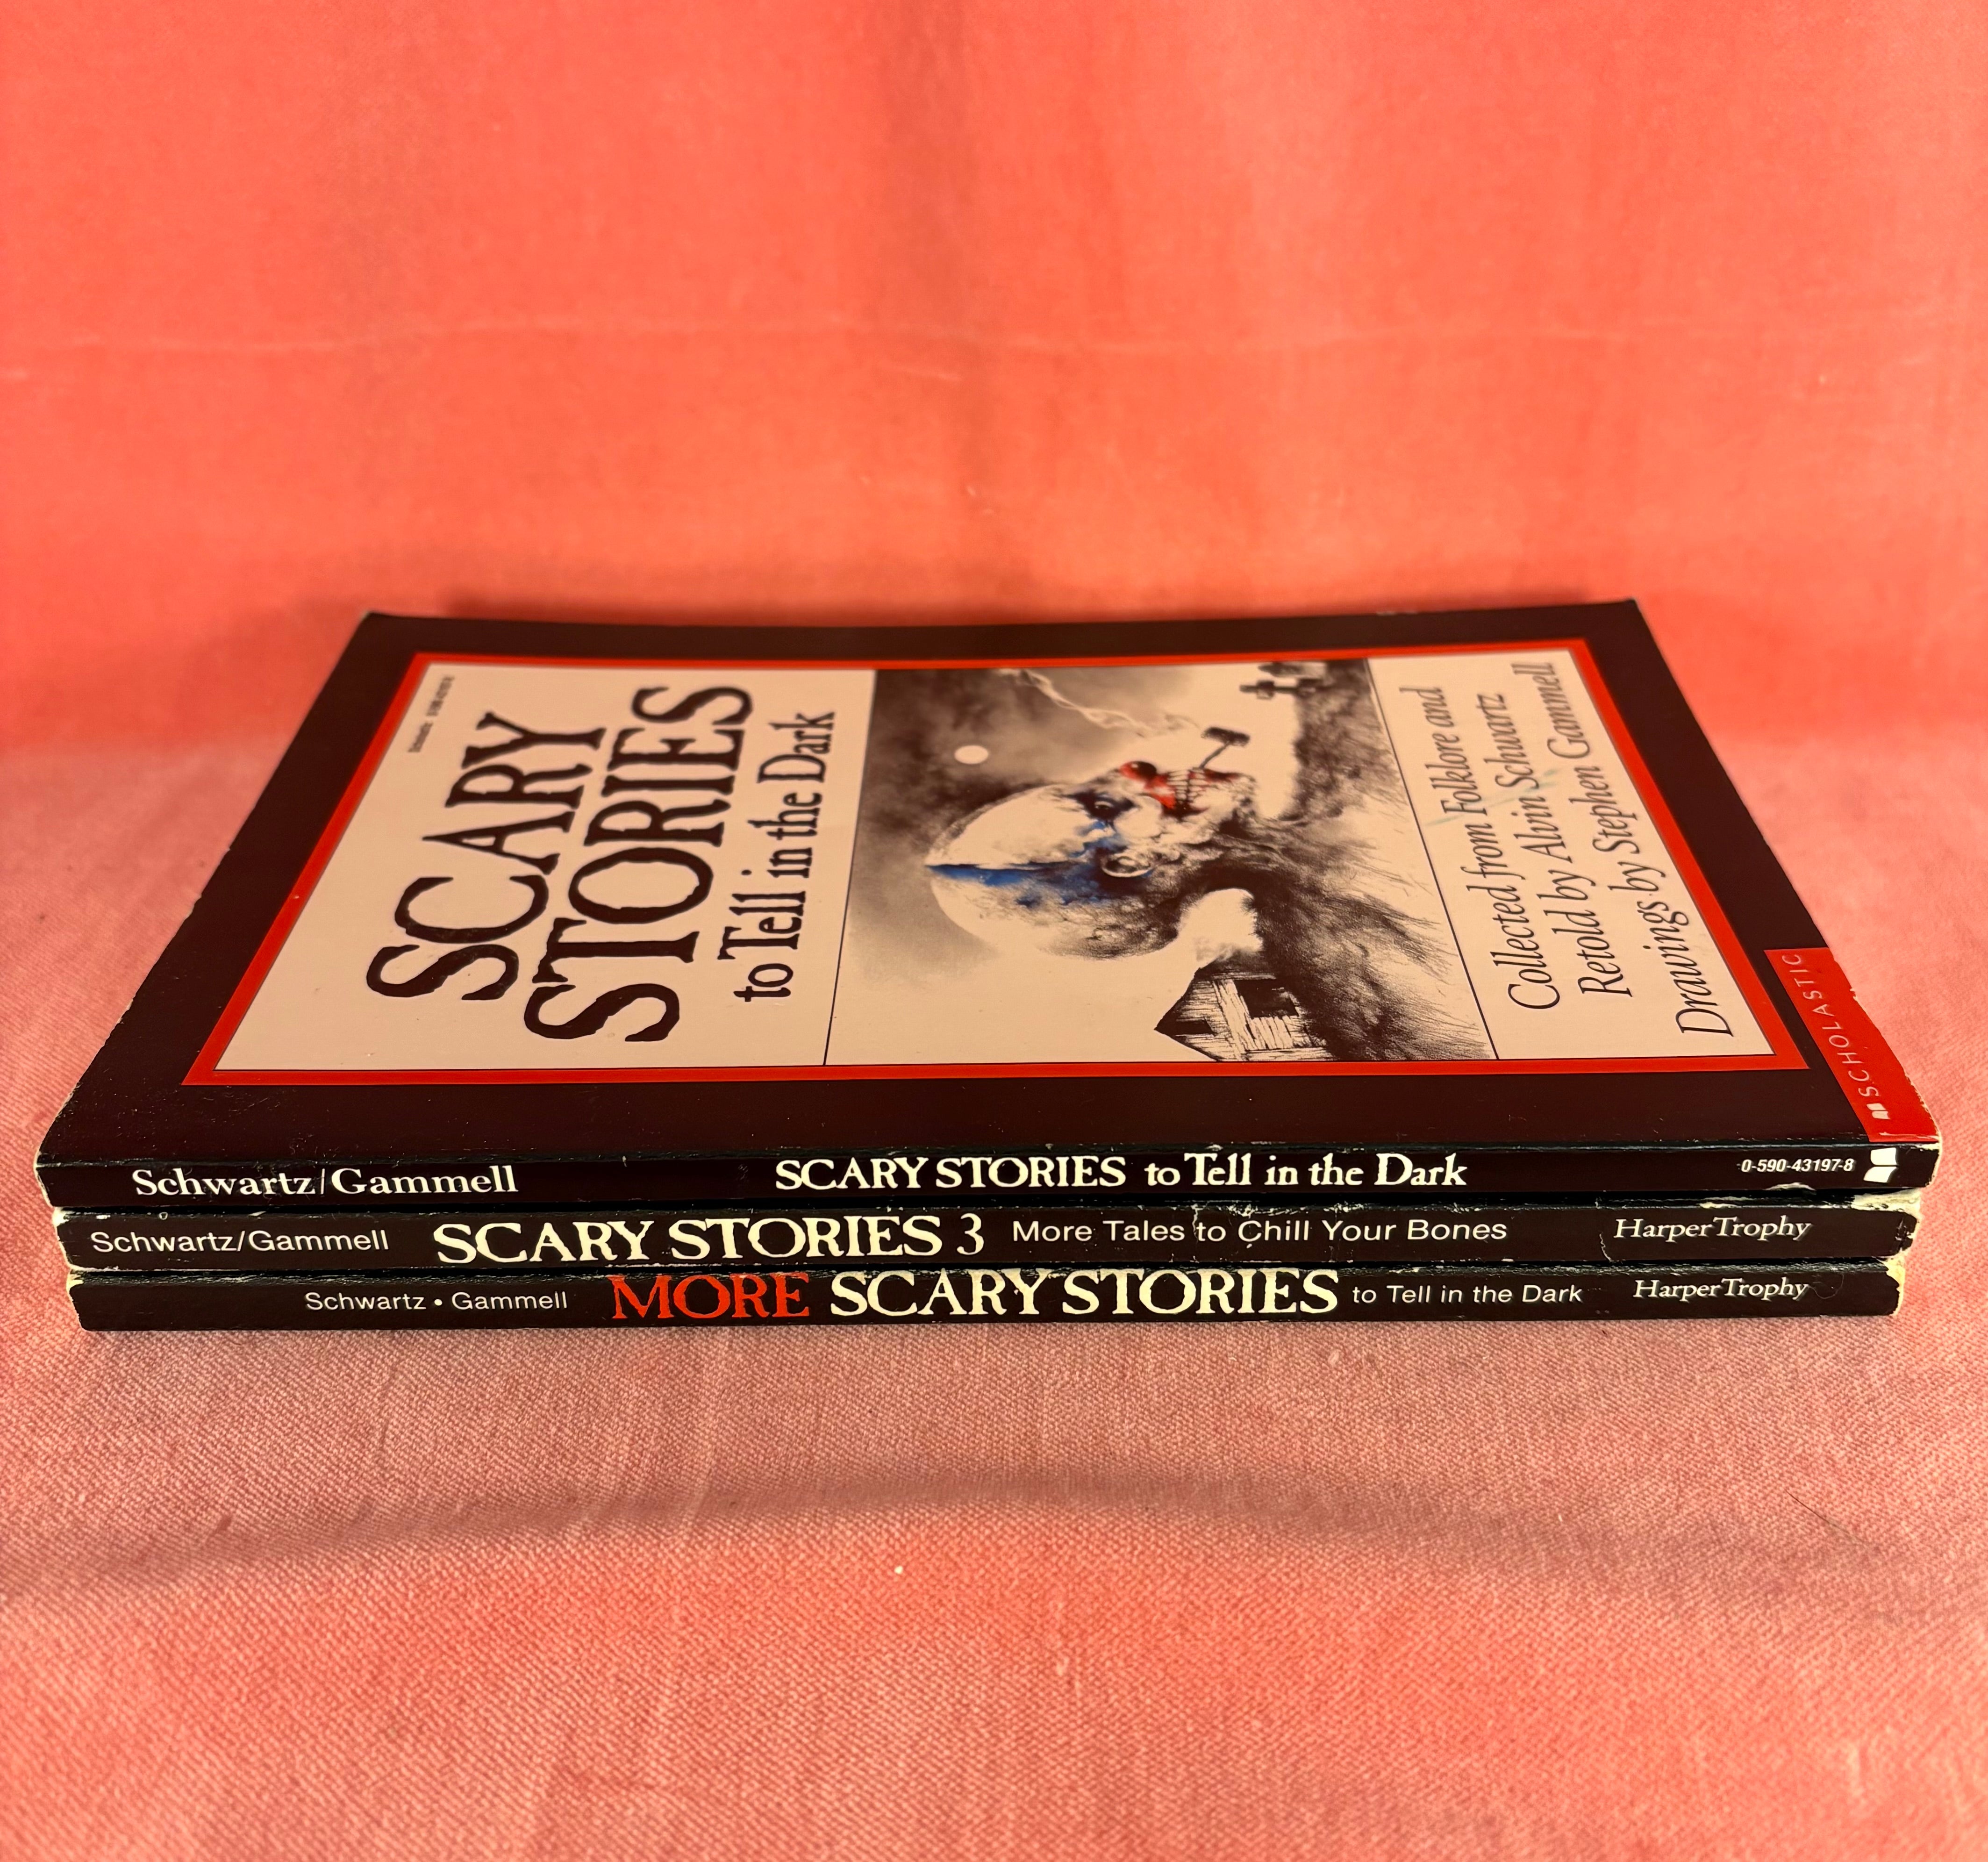 SCARY
STORIES
to Tell in the Dark
Collected from Folklore and
Retold by Alvin Schwartz
Drawings by Stephen Gammell
SCHOLASTIC
Schwartz/Gammell SCARY STORIES to Tell in the Dark 0-590-43197-8
Schwartz/Gammell SCARY STORIES 3 More Tales to Chill Your Bones HarperTrophy
Schwartz • Gammell MORE SCARY STORIES to Tell in the Dark HarperTrophy